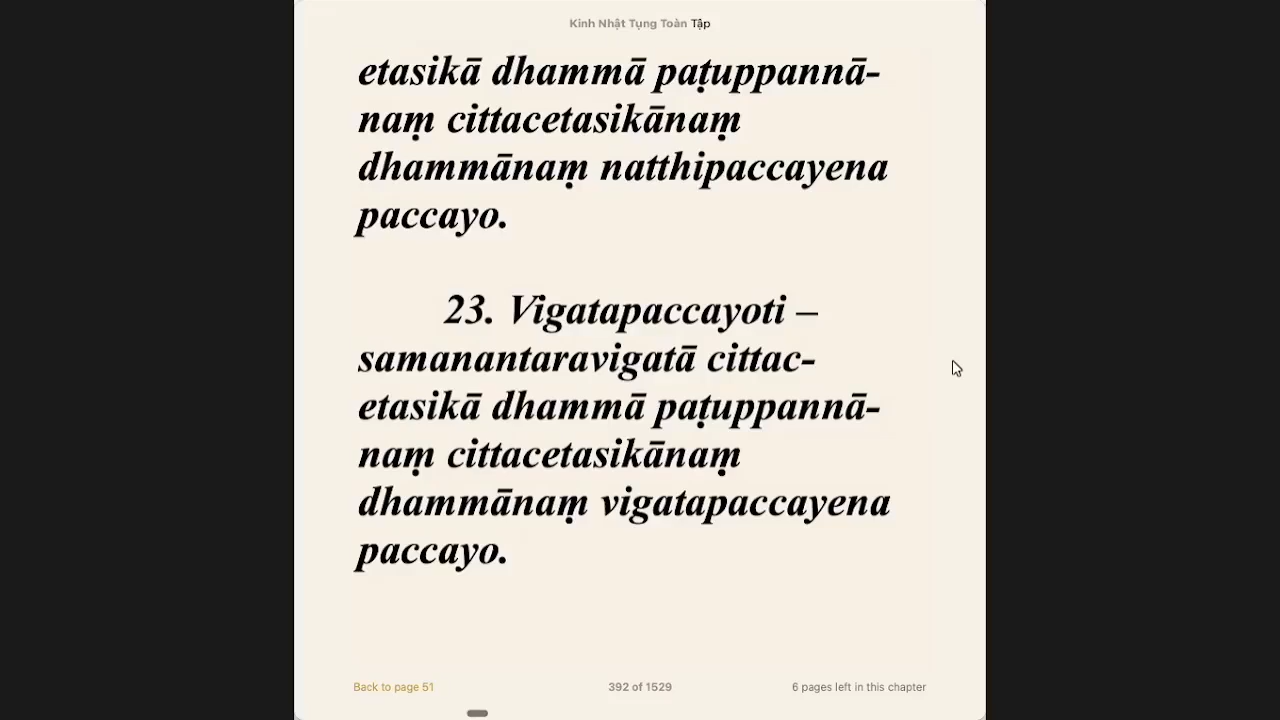 Kinh Nhật Tụng Toàn Tập
etasikā dhammā paṭuppannā-
naṃ cittacetasikānaṃ
dhammānaṃ natthipaccayena
paccayo.
23. Vigatapaccayoti –
samanantaravigatā cittac-
etasikā dhammā paṭuppannā-
naṃ cittacetasikānaṃ
dhammānaṃ vigatapaccayena
paccayo.
Back to page 51
392 of 1529
6 pages left in this chapter